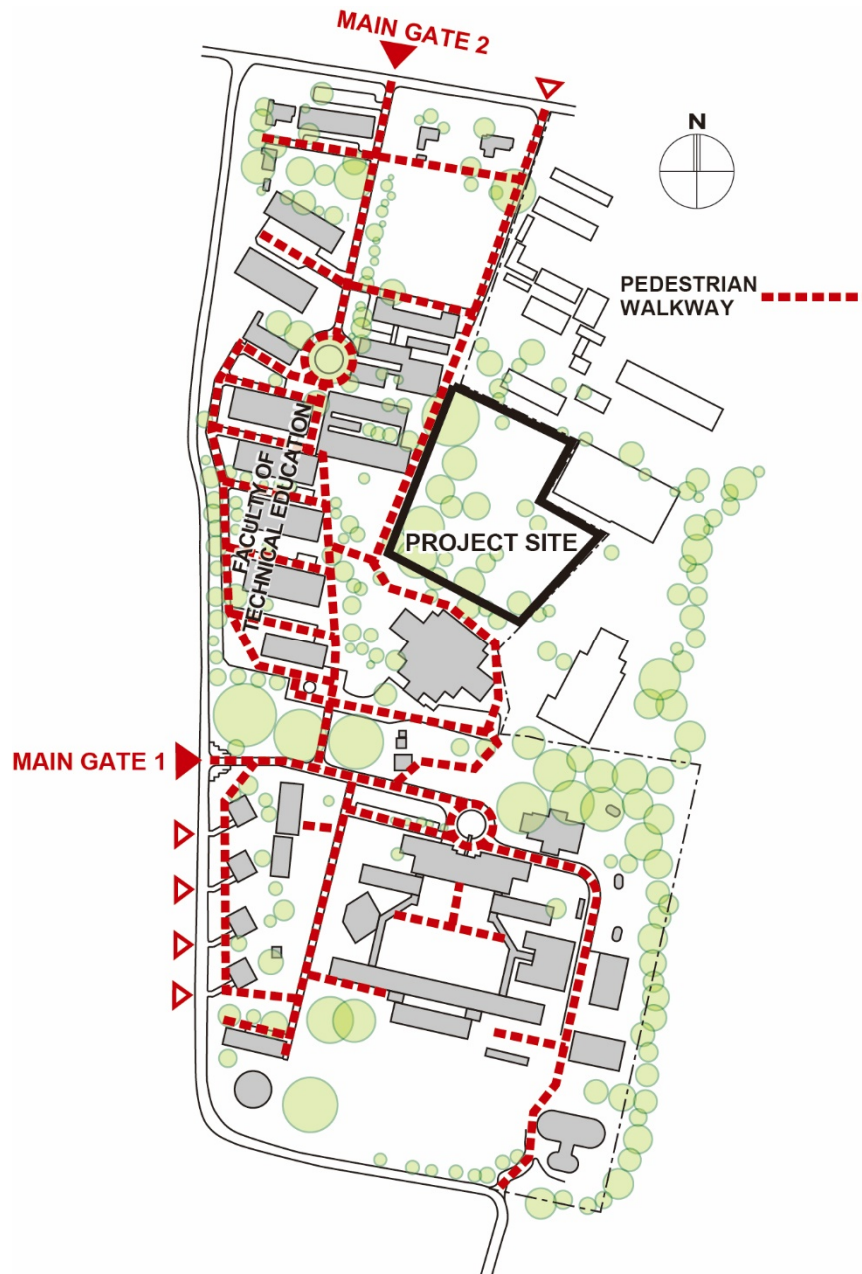 MAIN GATE 2
N
PEDESTRIAN
WALKWAY
FACULTY OF
TECHNICAL EDUCATION
PROJECT SITE
MAIN GATE 1